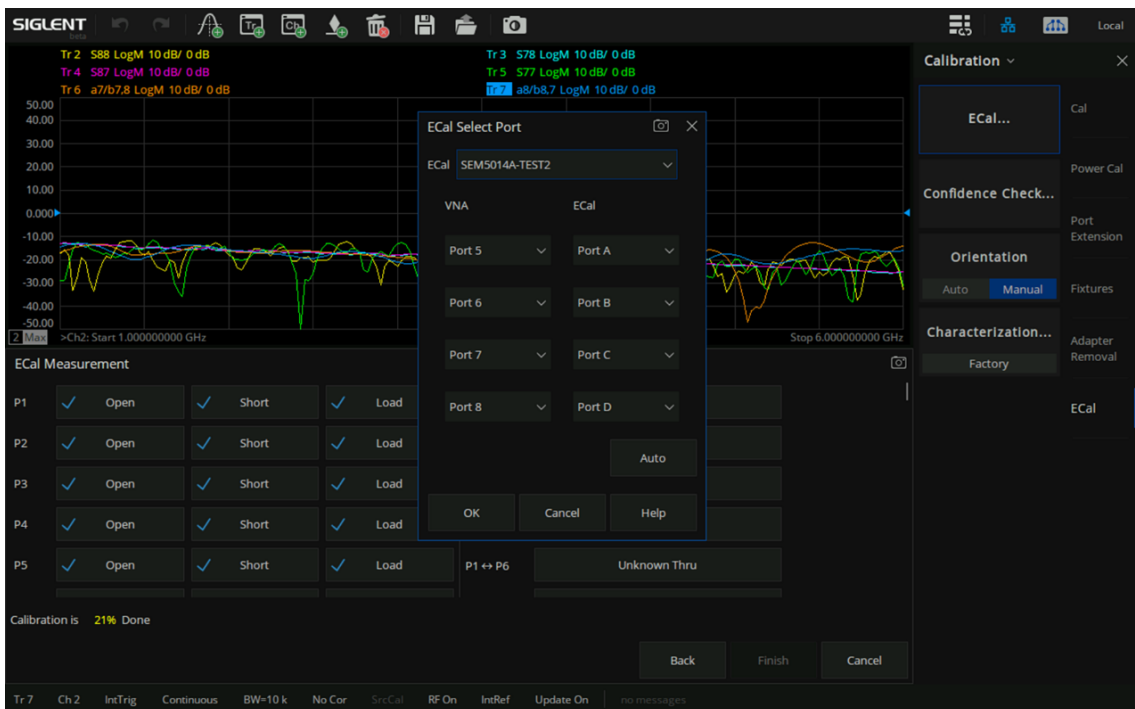 SIGLENT
beta
Tr
Ch
Local
Tr 2 S88 LogM 10 dB/ 0 dB
Tr 3 S78 LogM 10 dB/ 0 dB
Tr 4 S87 LogM 10 dB/ 0 dB
Tr 5 S77 LogM 10 dB/ 0 dB
Tr 6 a7/b7,8 LogM 10 dB/ 0 dB
Tr 7 a8/b8,7 LogM 10 dB/ 0 dB
50.00
40.00
30.00
20.00
10.00
0.000
-10.00
-20.00
-30.00
-40.00
-50.00
2 Max >Ch2: Start 1.000000000 GHz
Stop 6.000000000 GHz
ECal Select Port
ECal SEM5014A-TEST2
VNA ECal
Port 5 Port A
Port 6 Port B
Port 7 Port C
Port 8 Port D
Auto
OK Cancel Help
ECal Measurement
P1 Open Short Load
P2 Open Short Load
P3 Open Short Load
P4 Open Short Load
P5 Open Short Load P1 ↔ P6 Unknown Thru
Calibration is 21% Done
Back Finish Cancel
Calibration
ECal...
Confidence Check...
Orientation
Auto Manual
Characterization...
Factory
Cal
Power Cal
Port
Extension
Fixtures
Adapter
Removal
ECal
Tr 7 Ch 2 IntTrig Continuous BW=10 k No Cor SrcCal RF On IntRef Update On no messages